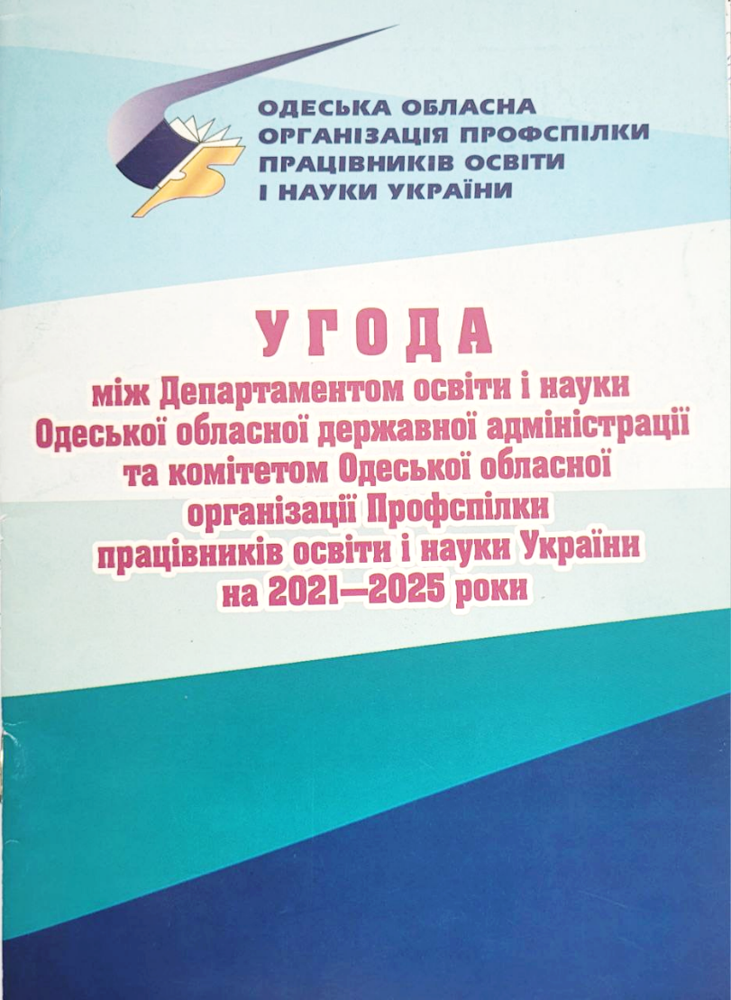 ОДЕСЬКА ОБЛАСНА
ОРГАНІЗАЦІЯ ПРОФСПІЛКИ
ПРАЦІВНИКІВ ОСВІТИ
І НАУКИ УКРАЇНИ
УГОДА
між Департаментом освіти і науки
Одеської обласної державної адміністрації
та комітетом Одеської обласної
організації Профспілки
працівників освіти і науки України
на 2021—2025 роки